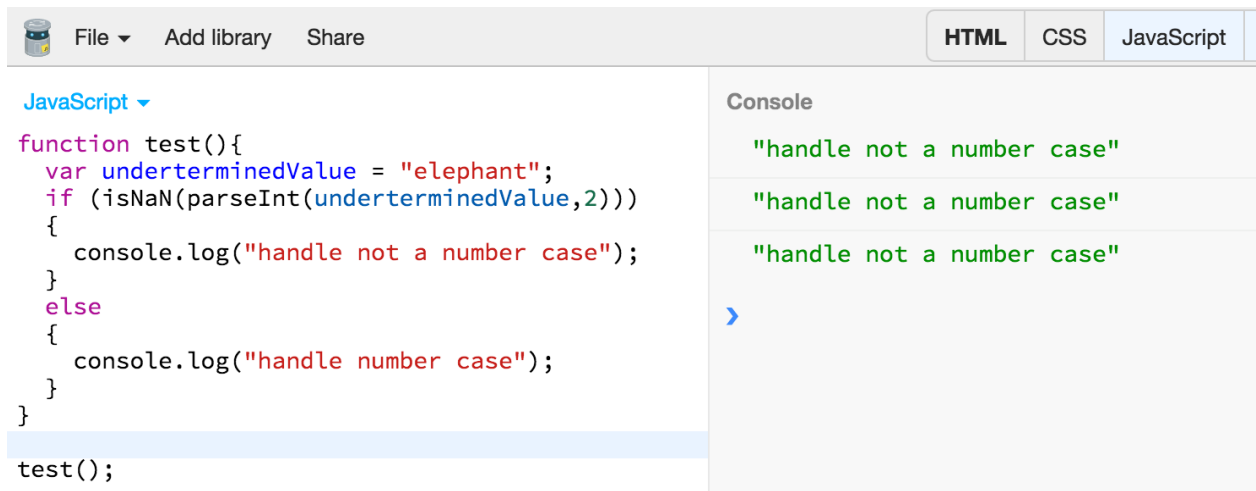 File Add library Share HTML CSS JavaScript
JavaScript
function test(){
  var underterminedValue = "elephant";
  if (isNaN(parseInt(underterminedValue,2)))
  {
    console.log("handle not a number case");
  }
  else
  {
    console.log("handle number case");
  }
}
test();
Console
"handle not a number case"
"handle not a number case"
"handle not a number case"